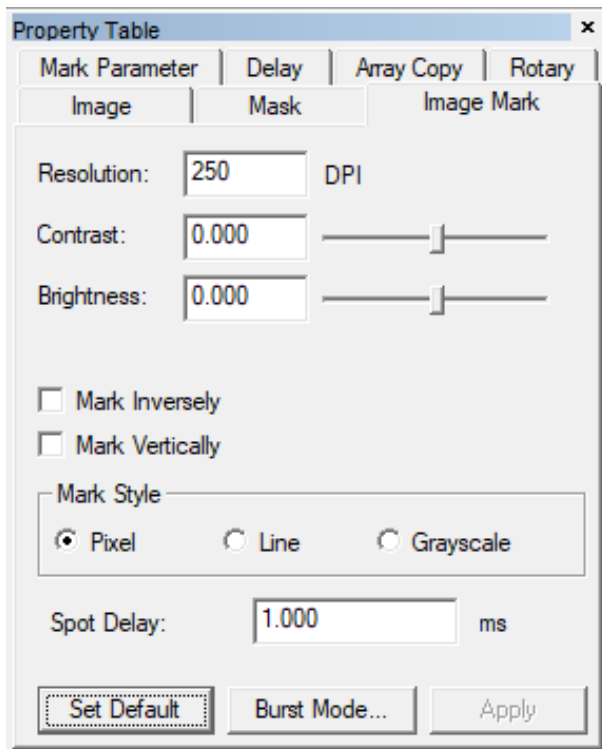 Property Table ×
Mark Parameter Delay Array Copy Rotary
Image Mask Image Mark
Resolution: 250 DPI
Contrast: 0.000
Brightness: 0.000
Mark Inversely
Mark Vertically
Mark Style
Pixel Line Grayscale
Spot Delay: 1.000 ms
Set Default Burst Mode... Apply